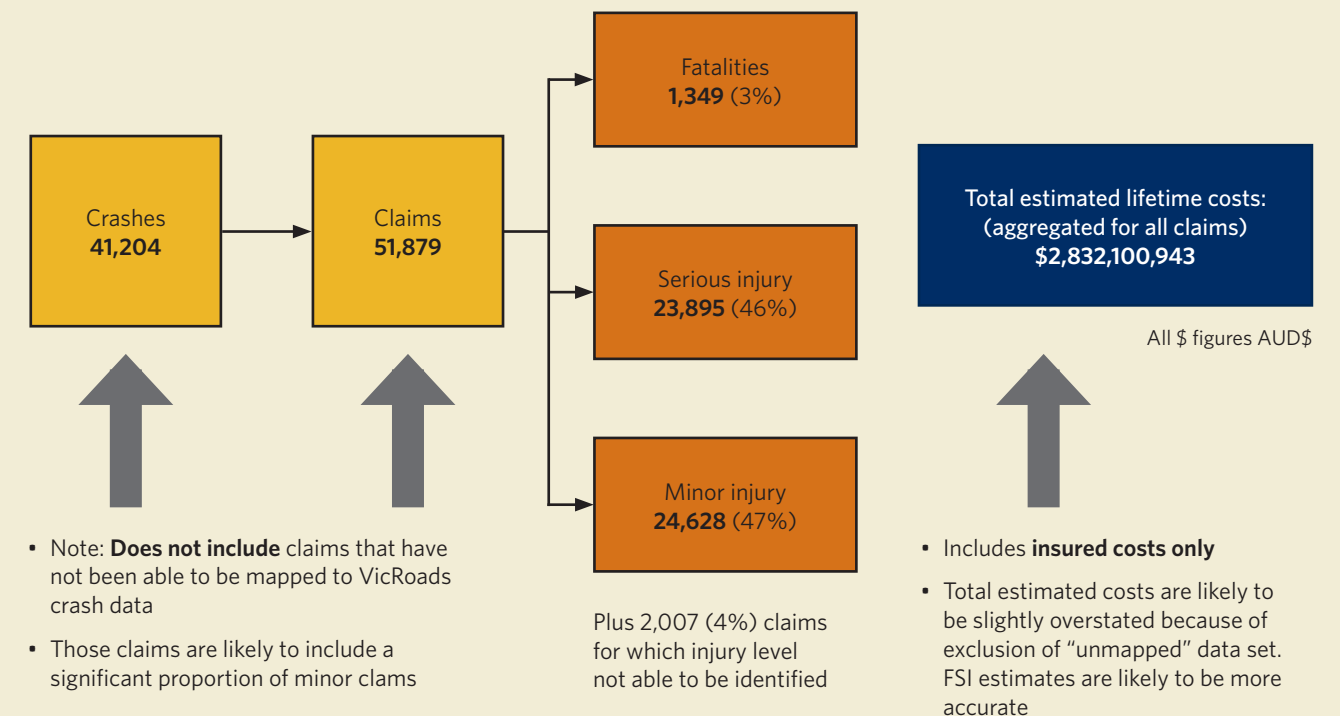 Crashes
41,204
Claims
51,879
Fatalities
1,349 (3%)
Serious injury
23,895 (46%)
Minor injury
24,628 (47%)
Plus 2,007 (4%) claims
for which injury level
not able to be identified
Total estimated lifetime costs:
(aggregated for all claims)
$2,832,100,943
All $ figures AUD$
• Note: Does not include claims that have
not been able to be mapped to VicRoads
crash data
• Those claims are likely to include a
significant proportion of minor clams
• Includes insured costs only
• Total estimated costs are likely to
be slightly overstated because of
exclusion of “unmapped” data set.
FSI estimates are likely to be more
accurate